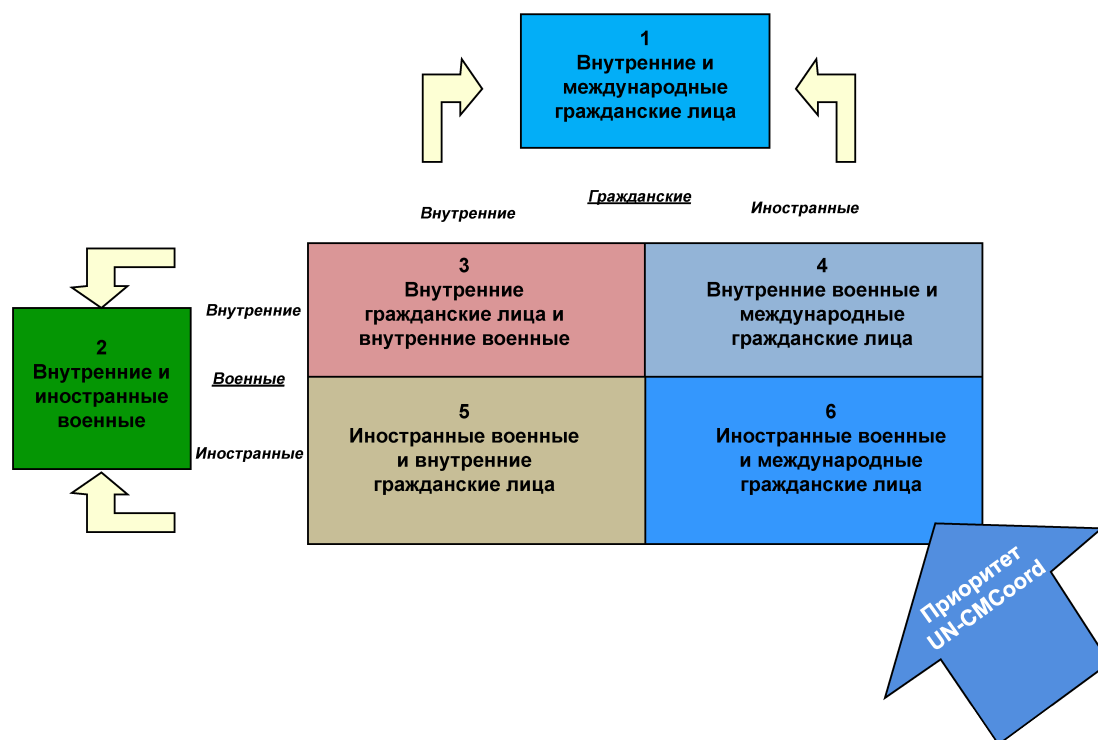 1
Внутренние и
международные
гражданские лица
Гражданские
Внутренние
Иностранные
3
Внутренние
гражданские лица и
внутренние военные
4
Внутренние военные и
международные
гражданские лица
Внутренние
2
Внутренние и
иностранные
военные
Военные
Иностранные
5
Иностранные военные
и внутренние
гражданские лица
6
Иностранные военные
и международные
гражданские лица
Приоритет
UN-CMCoord